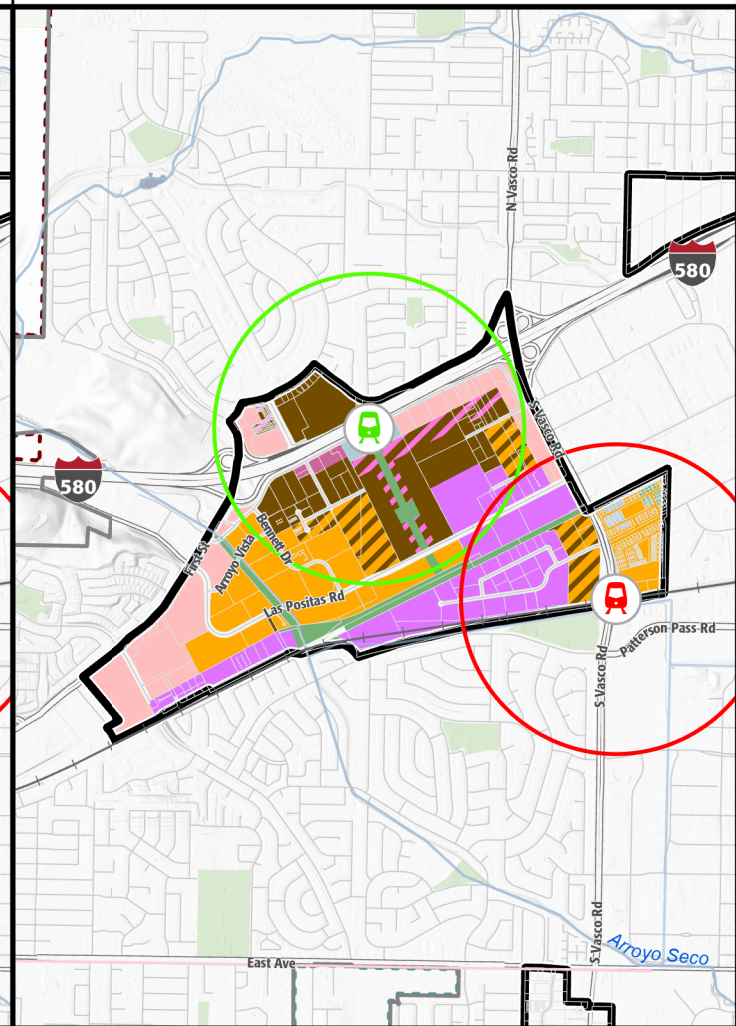 N Vasco Rd
580
S Vasco Rd
580
First St
Arroyo Vista
Bennett Dr
Las Positas Rd
Patterson Pass Rd
S Vasco Rd
S Vasco Rd
Arroyo Seco
East Ave